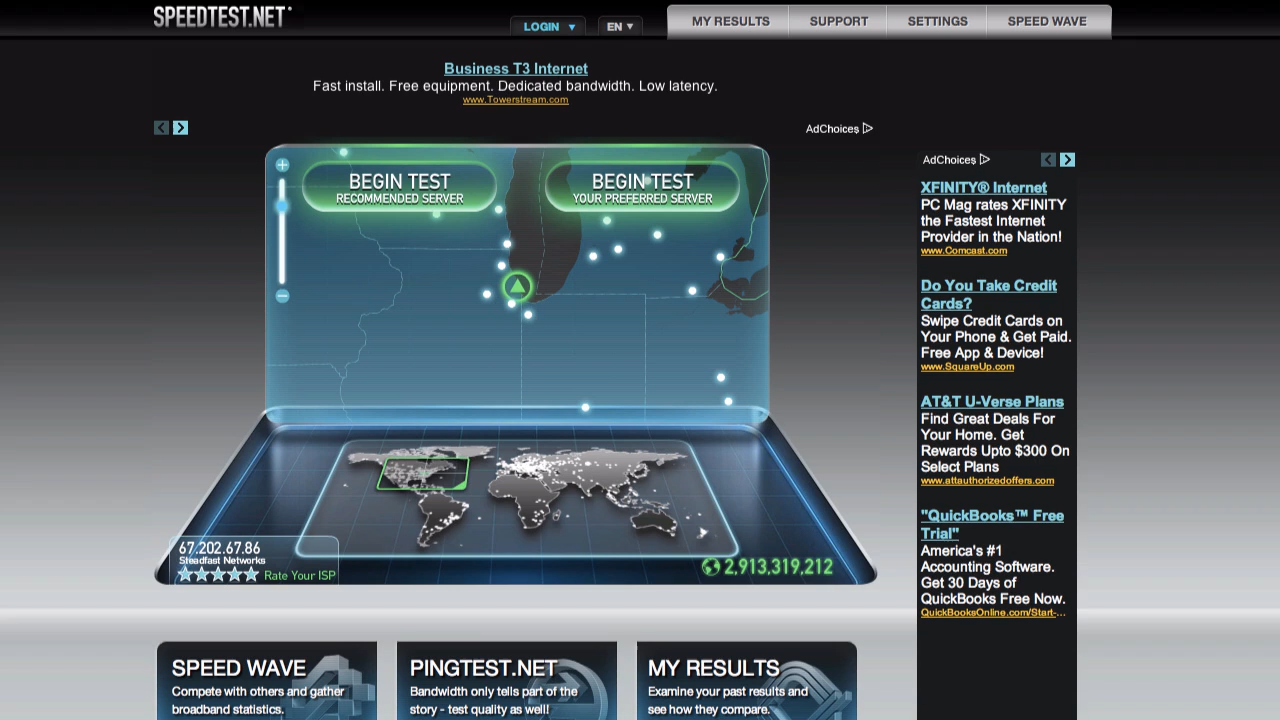 SPEEDTEST.NET
LOGIN
EN
MY RESULTS
SUPPORT
SETTINGS
SPEED WAVE
Business T3 Internet
Fast install. Free equipment. Dedicated bandwidth. Low latency.
www.Towerstream.com
AdChoices
BEGIN TEST
RECOMMENDED SERVER
BEGIN TEST
YOUR PREFERRED SERVER
67.202.67.86
Steadfast Networks
Rate Your ISP
2,913,319,212
AdChoices
XFINITY® Internet
PC Mag rates XFINITY
the Fastest Internet
Provider in the Nation!
www.Comcast.com
Do You Take Credit
Cards?
Swipe Credit Cards on
Your Phone & Get Paid.
Free App & Device!
www.SquareUp.com
AT&T U-Verse Plans
Find Great Deals For
Your Home. Get
Rewards Upto $300 On
Select Plans
www.attauthorizedoffers.com
"QuickBooks™ Free
Trial"
America's #1
Accounting Software.
Get 30 Days of
QuickBooks Free Now.
QuickBooksOnline.com/Start-...
SPEED WAVE
Compete with others and gather
broadband statistics.
PINGTEST.NET
Bandwidth only tells part of the
story - test quality as well!
MY RESULTS
Examine your past results and
see how they compare.